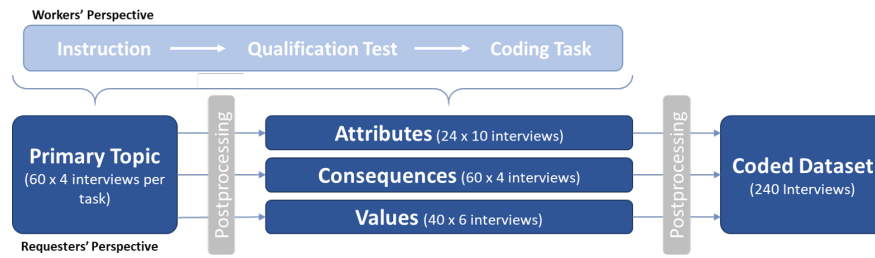 Workers' Perspective
Instruction
Qualification Test
Coding Task
Primary Topic
(60 x 4 interviews per
task)
Postprocessing
Attributes (24 x 10 interviews)
Consequences (60 x 4 interviews)
Values (40 x 6 interviews)
Postprocessing
Coded Dataset
(240 Interviews)
Requesters' Perspective